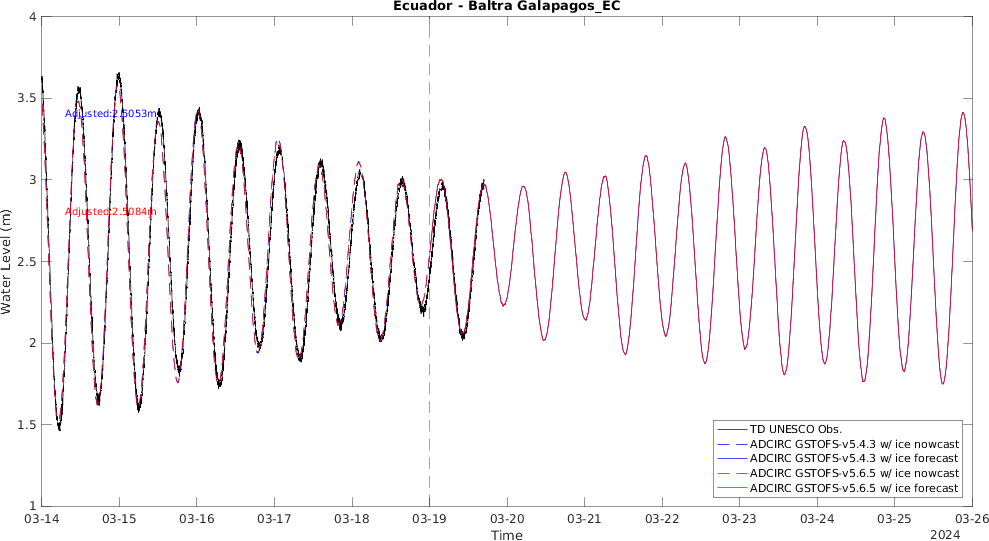 Ecuador - Baltra Galapagos_EC
4
3.5
3
2.5
2
1.5
1
Water Level (m)
Adjusted:2.5053m
Adjusted:2.5084m
TD UNESCO Obs.
ADCIRC GSTOFS-v5.4.3 w/ ice nowcast
ADCIRC GSTOFS-v5.4.3 w/ ice forecast
ADCIRC GSTOFS-v5.6.5 w/ ice nowcast
ADCIRC GSTOFS-v5.6.5 w/ ice forecast
03-14 03-15 03-16 03-17 03-18 03-19 03-20 03-21 03-22 03-23 03-24 03-25 03-26
Time
2024